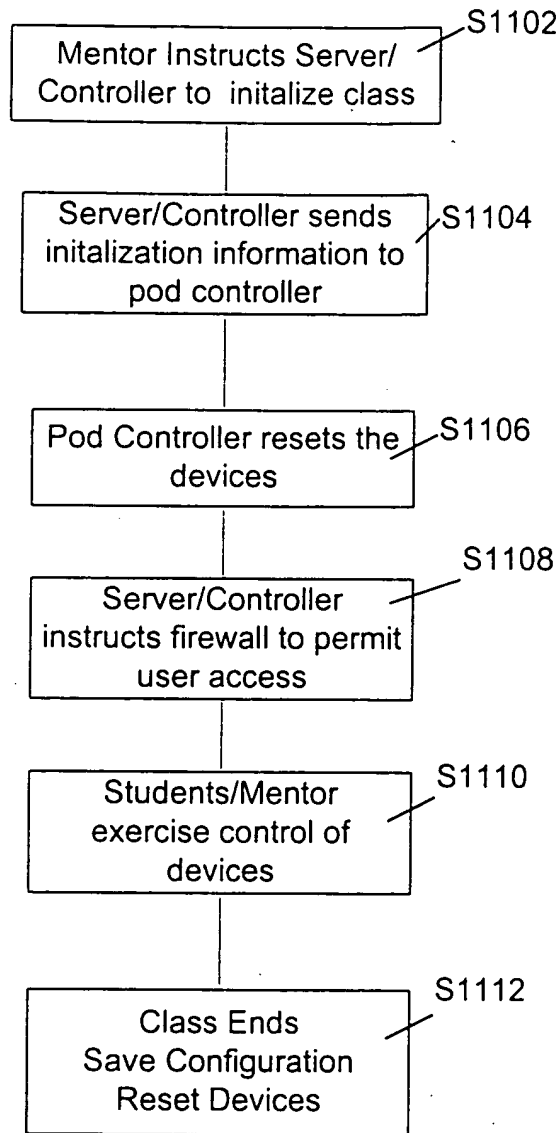 S1102
Mentor Instructs Server/
Controller to initalize class
Server/Controller sends
initalization information to
pod controller
S1104
Pod Controller resets the
devices
S1106
S1108
Server/Controller
instructs firewall to permit
user access
S1110
Students/Mentor
exercise control of
devices
S1112
Class Ends
Save Configuration
Reset Devices